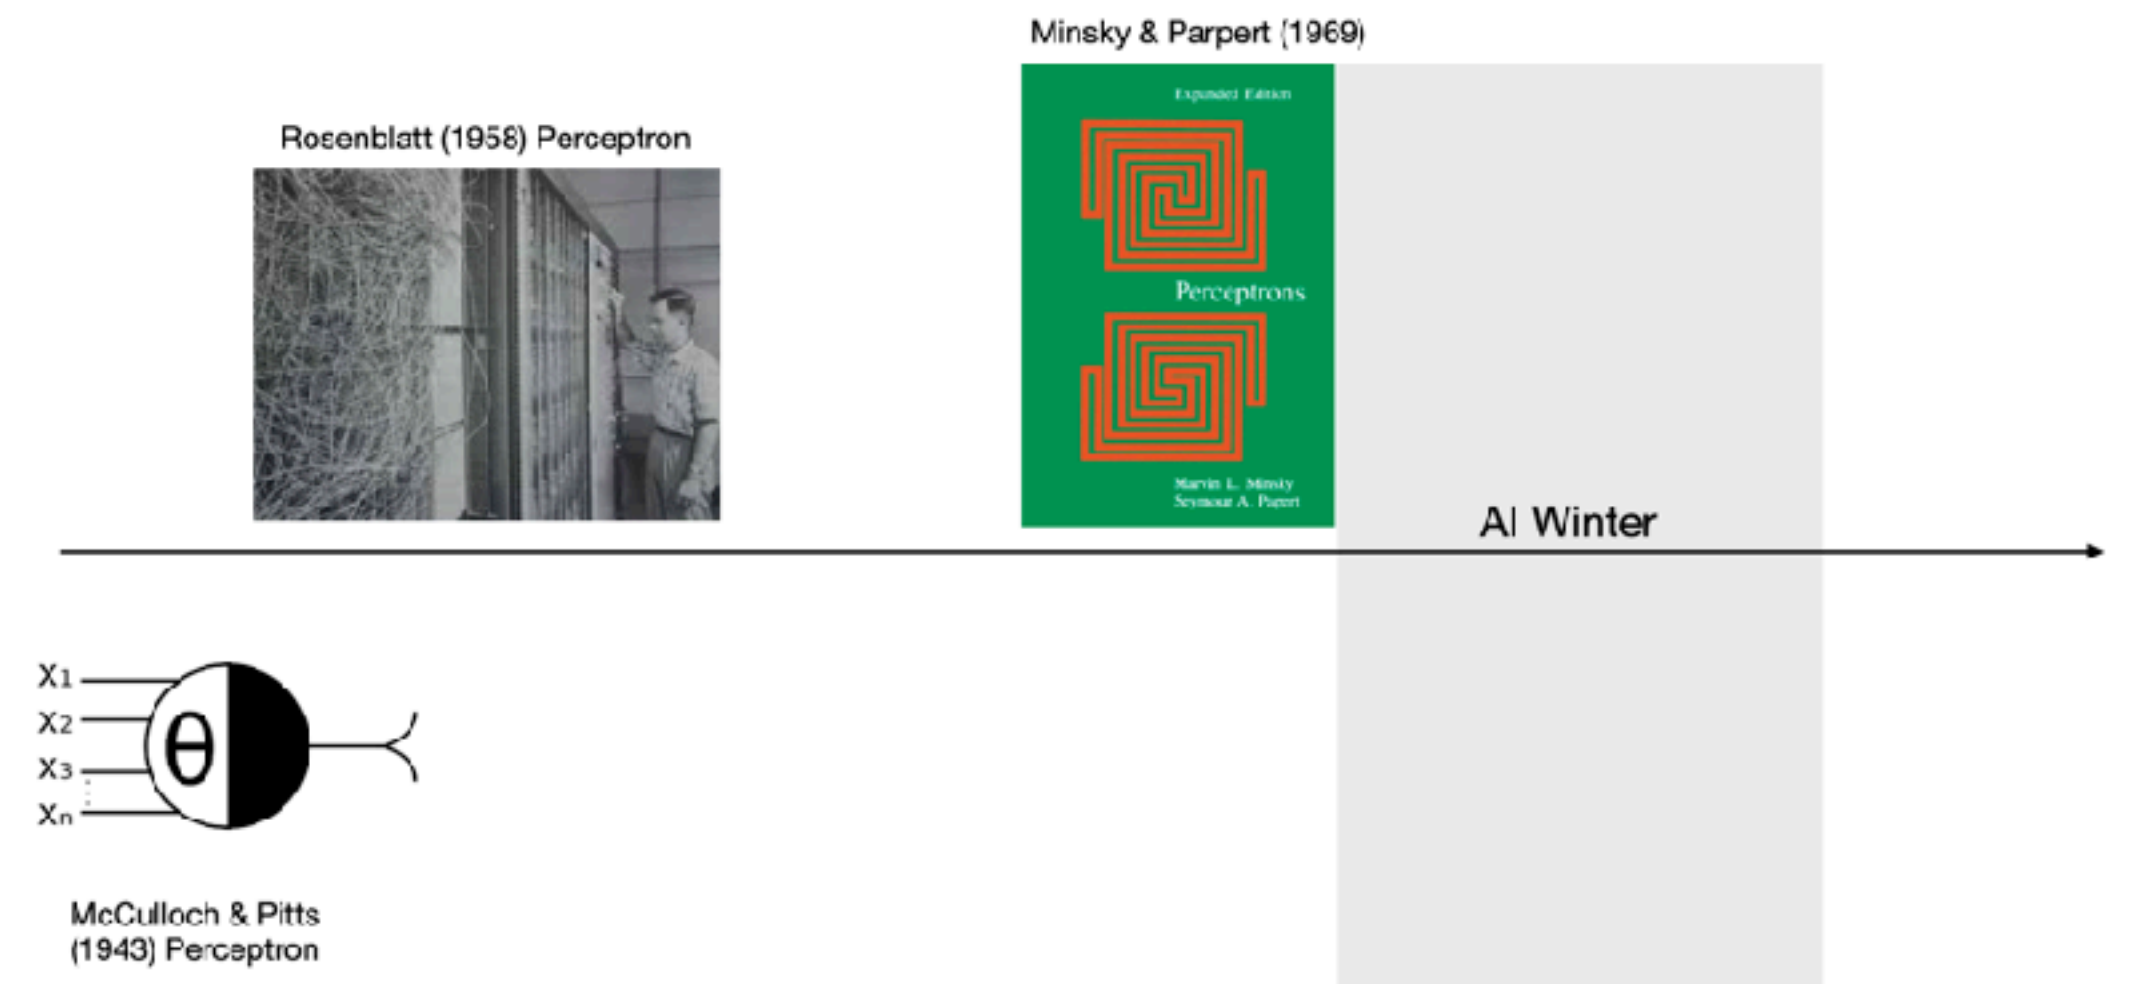 Minsky & Parpert (1969)
Expanded Edition
Perceptrons
Marvin L. Minsky
Seymour A. Papert
Rosenblatt (1958) Perceptron
AI Winter
X1
X2
X3
Xn
θ
McCulloch & Pitts
(1943) Perceptron